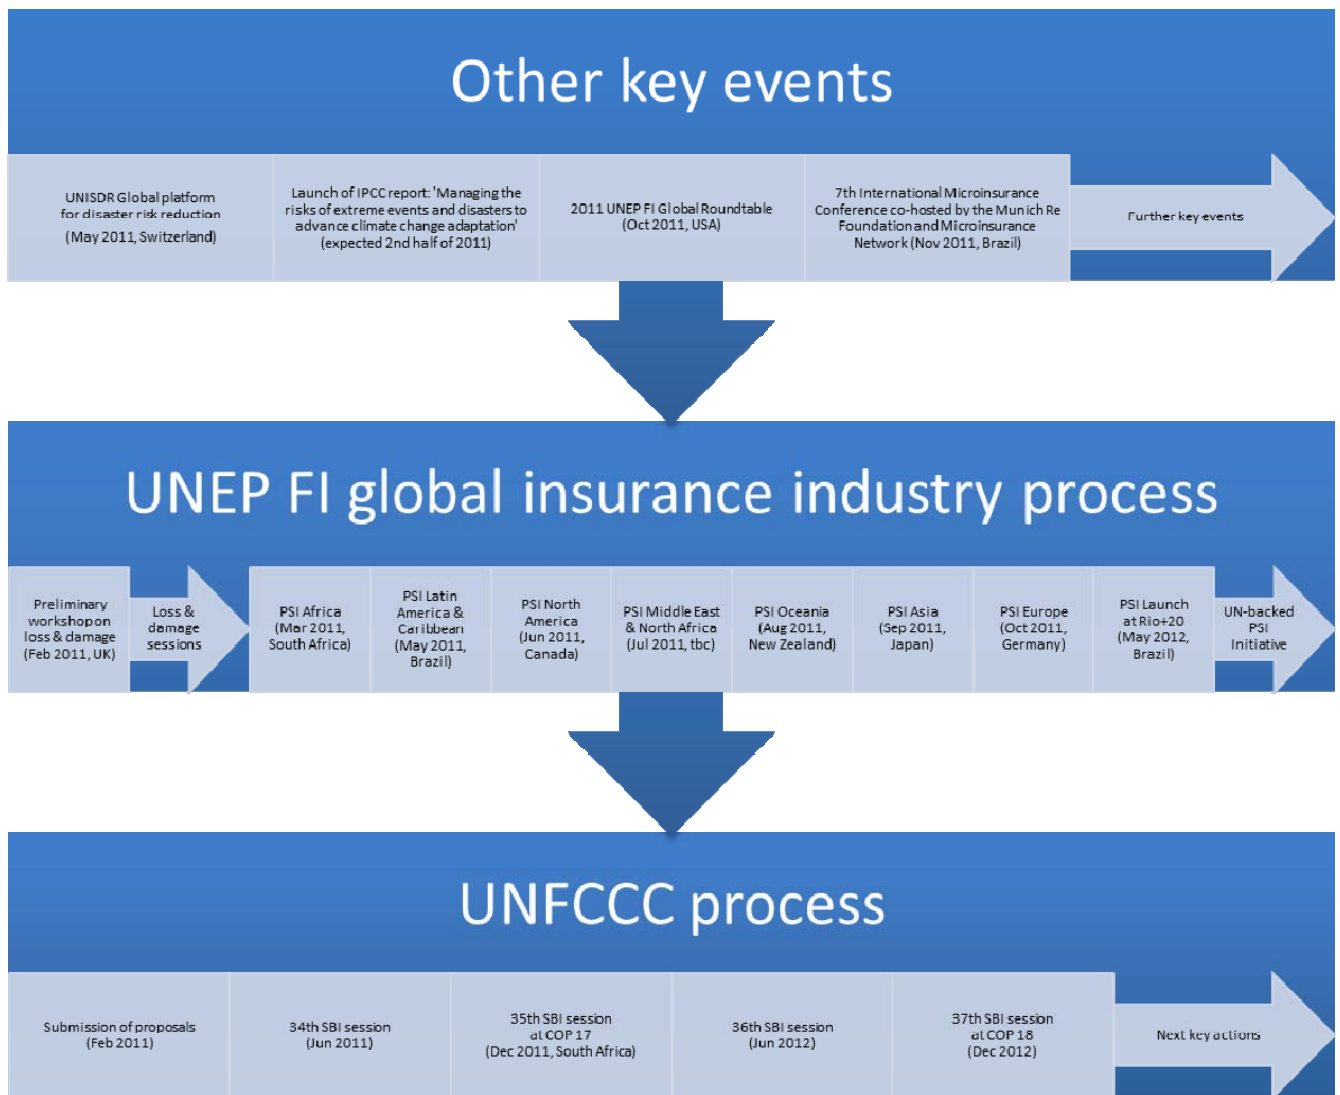 Other key events
UNISDR Global platform
for disaster risk reduction
(May 2011, Switzerland)
Launch of IPCC report: 'Managing the
risks of extreme events and disasters to
advance climate change adaptation'
(expected 2nd half of 2011)
2011 UNEP FI Global Roundtable
(Oct 2011, USA)
7th International Microinsurance
Conference co-hosted by the Munich Re
Foundation and Microinsurance
Network (Nov 2011, Brazil)
Further key events
UNEP FI global insurance industry process
Preliminary
workshop on
loss & damage
(Feb 2011, UK)
Loss &
damage
sessions
PSI Africa
(Mar 2011,
South Africa)
PSI Latin
America &
Caribbean
(May 2011,
Brazil)
PSI North
America
(Jun 2011,
Canada)
PSI Middle East
& North Africa
(Jul 2011, tbc)
PSI Oceania
(Aug 2011,
New Zealand)
PSI Asia
(Sep 2011,
Japan)
PSI Europe
(Oct 2011,
Germany)
PSI Launch
at Rio+20
(May 2012,
Brazil)
UN-backed
PSI
Initiative
UNFCCC process
Submission of proposals
(Feb 2011)
34th SBI session
(Jun 2011)
35th SBI session
at COP 17
(Dec 2011, South Africa)
36th SBI session
(Jun 2012)
37th SBI session
at COP 18
(Dec 2012)
Next key actions